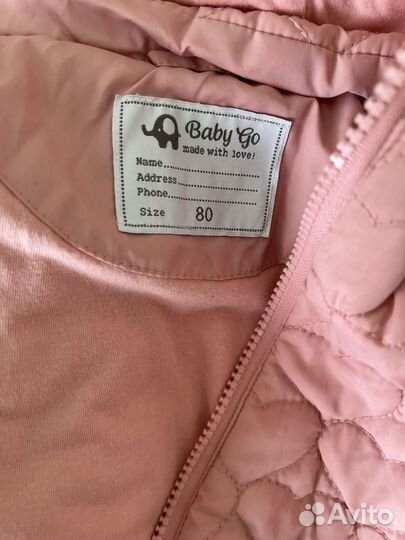 Baby Go
made with love!
Name
Address
Phone
Size 80
Avito